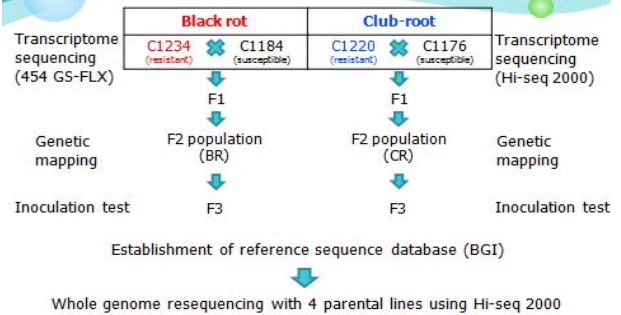 Black rot Club-root
Transcriptome sequencing (454 GS-FLX)
C1234 (resistant) C1184 (susceptible) C1220 (resistant) C1176 (susceptible)
Transcriptome sequencing (Hi-seq 2000)
F1 F1
Genetic mapping
F2 population (BR)
F2 population (CR)
Genetic mapping
Inoculation test F3 F3 Inoculation test
Establishment of reference sequence database (BGI)
Whole genome resequencing with 4 parental lines using Hi-seq 2000